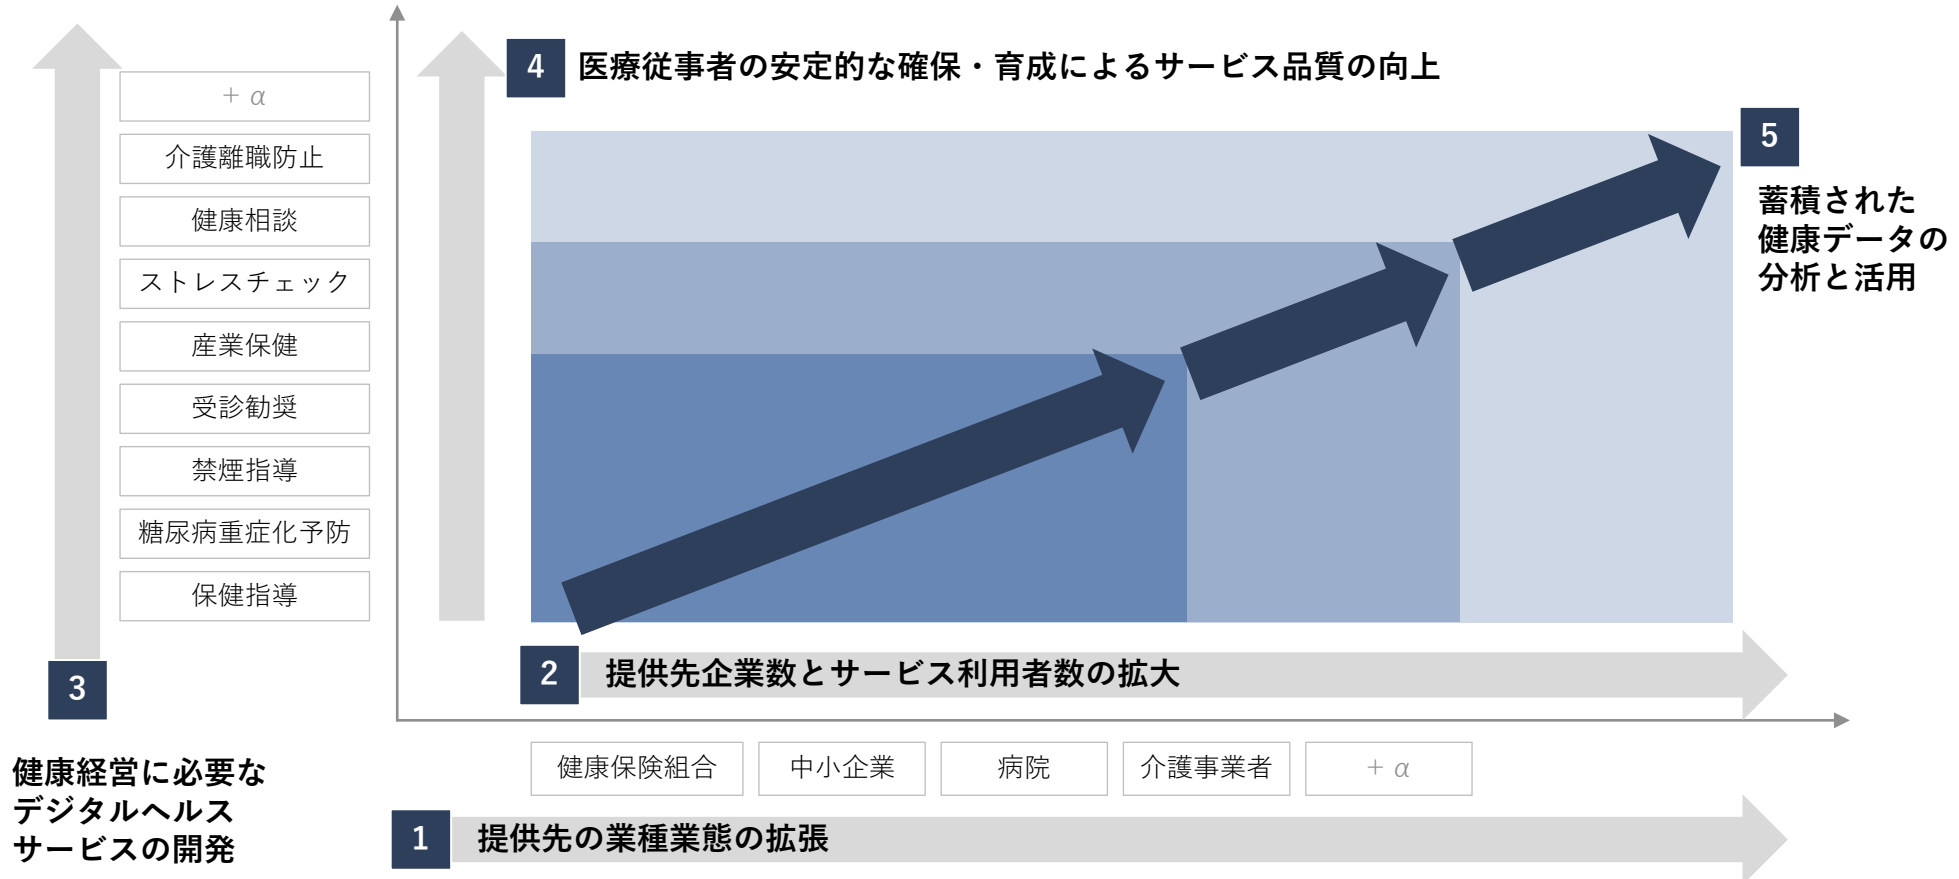 4
医療従事者の安定的な確保・育成によるサービス品質の向上
5
蓄積された
健康データの
分析と活用
+ α
介護離職防止
健康相談
ストレスチェック
産業保健
受診勧奨
禁煙指導
糖尿病重症化予防
保健指導
3
健康経営に必要な
デジタルヘルス
サービスの開発
2
提供先企業数とサービス利用者数の拡大
健康保険組合
中小企業
病院
介護事業者
+ α
1
提供先の業種業態の拡張